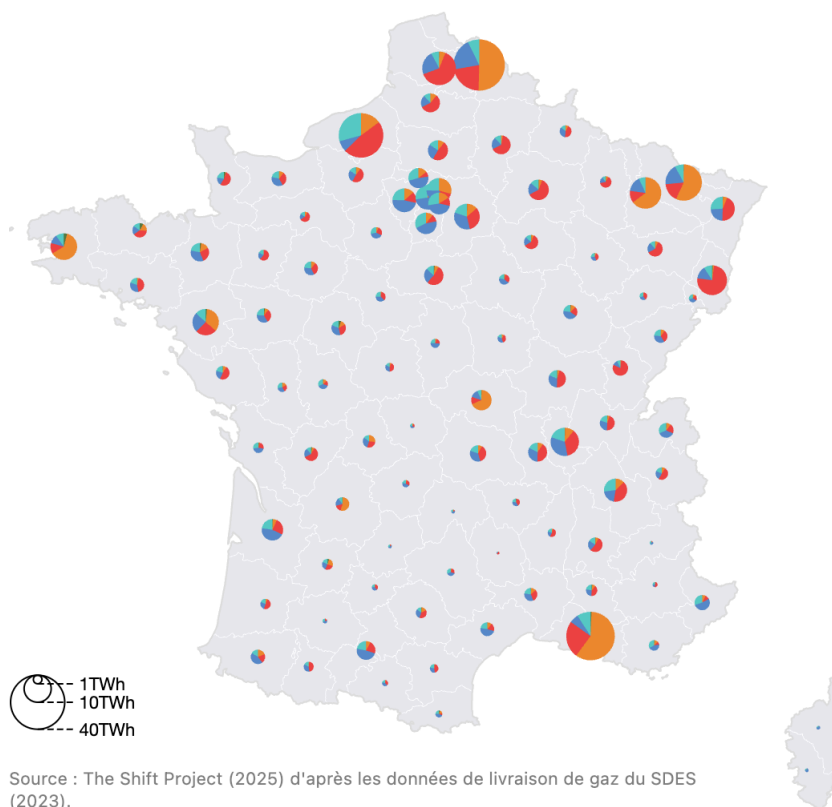 1TWh
10TWh
40TWh
Source : The Shift Project (2025) d'après les données de livraison de gaz du SDES
(2023).